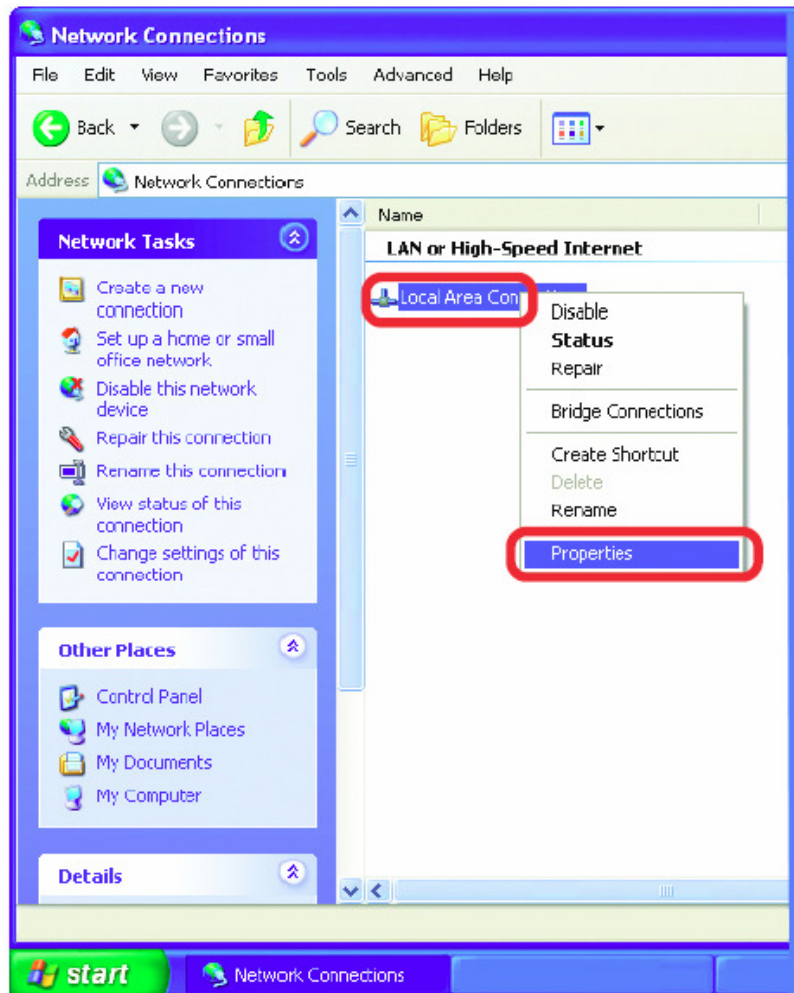 Network Connections
File Edit View Favorites Tools Advanced Help
Back Search Folders
Address Network Connections
Network Tasks
Create a new
connection
Set up a home or small
office network
Disable this network
device
Repair this connection
Rename this connection
View status of this
connection
Change settings of this
connection
Other Places
Control Panel
My Network Places
My Documents
My Computer
Details
Name
LAN or High-Speed Internet
Local Area Con
Disable
Status
Repair
Bridge Connections
Create Shortcut
Delete
Rename
Properties
start Network Connections